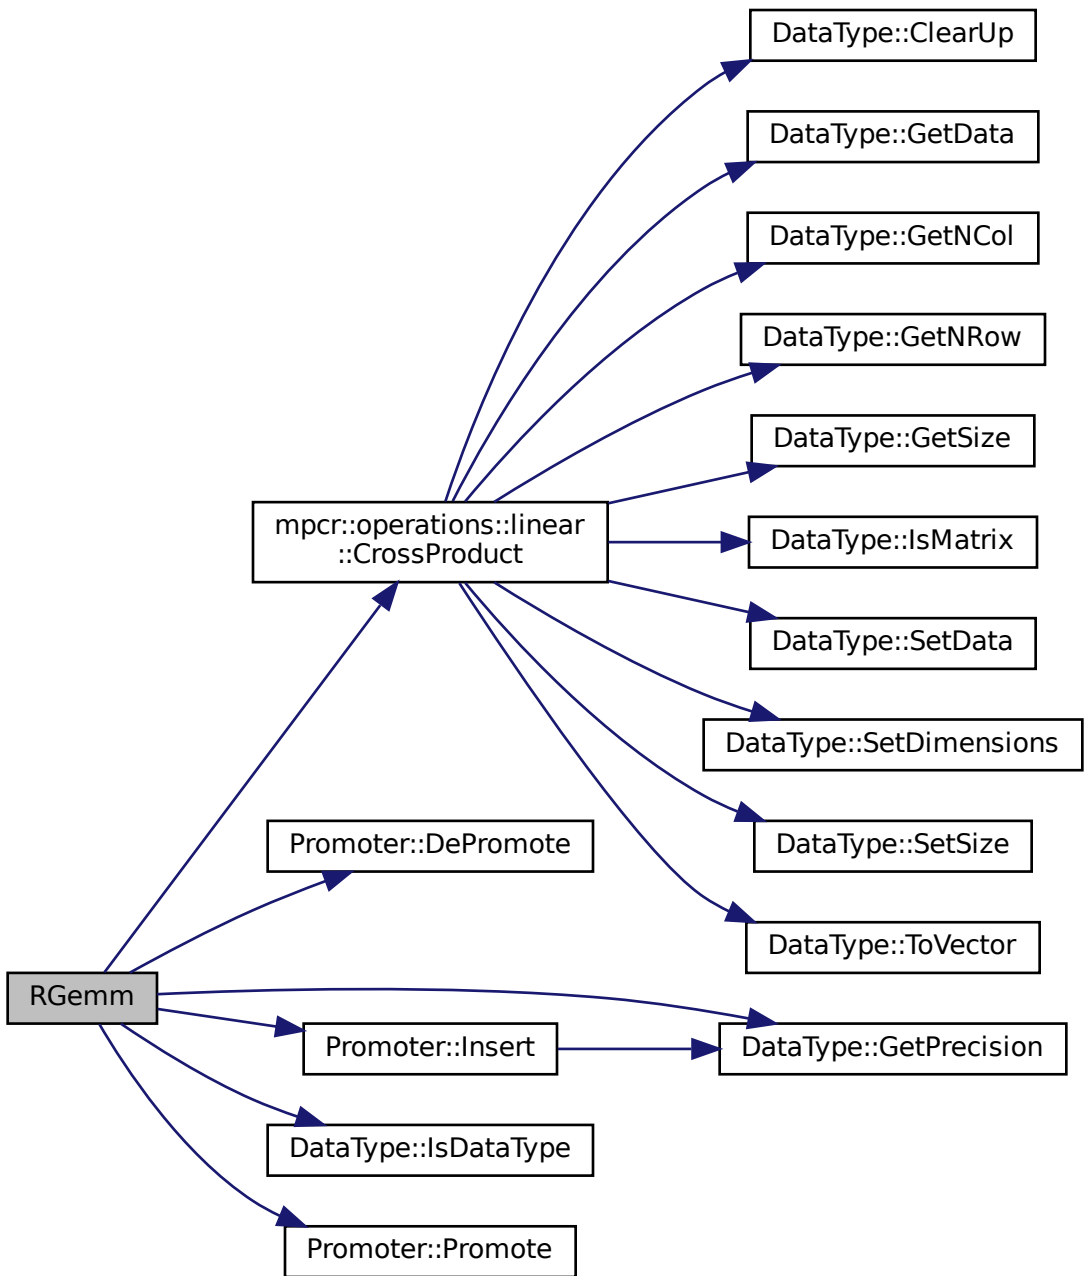 DataType::ClearUp
DataType::GetData
DataType::GetNCol
DataType::GetNRow
DataType::GetSize
mpcr::operations::linear
::CrossProduct
DataType::IsMatrix
DataType::SetData
DataType::SetDimensions
DataType::SetSize
Promoter::DePromote
DataType::ToVector
RGemm
Promoter::Insert
DataType::GetPrecision
DataType::IsDataType
Promoter::Promote